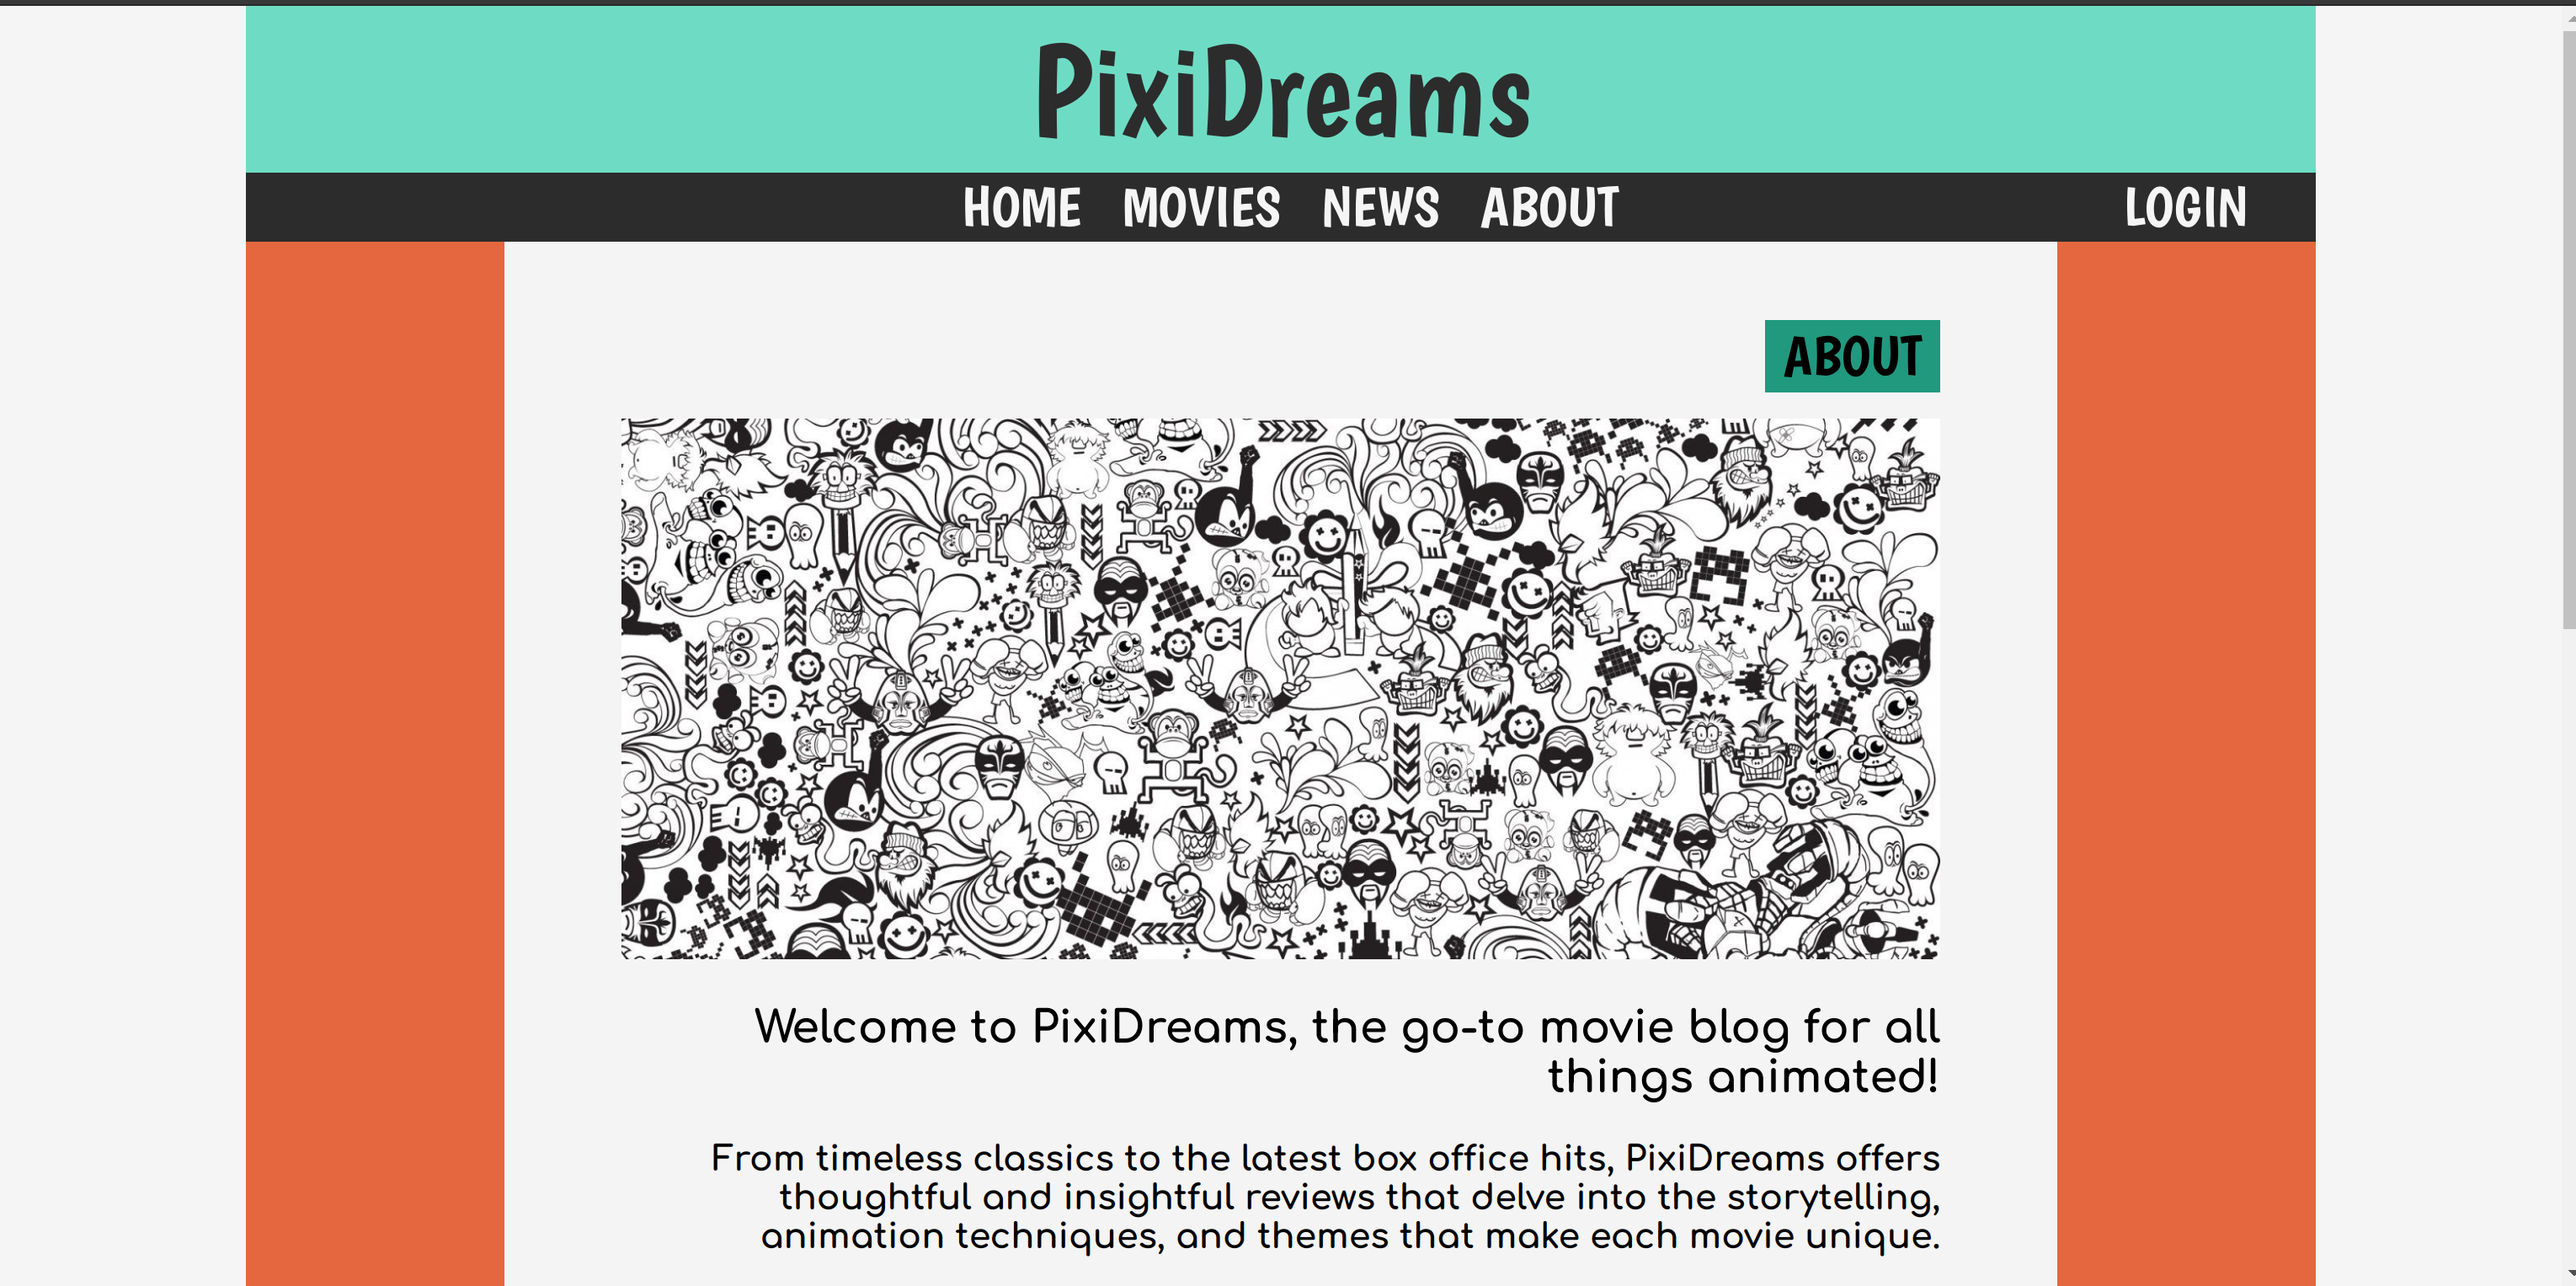 PixiDreams
HOME MOVIES NEWS ABOUT LOGIN
ABOUT
Welcome to PixiDreams, the go-to movie blog for all
things animated!
From timeless classics to the latest box office hits, PixiDreams offers
thoughtful and insightful reviews that delve into the storytelling,
animation techniques, and themes that make each movie unique.